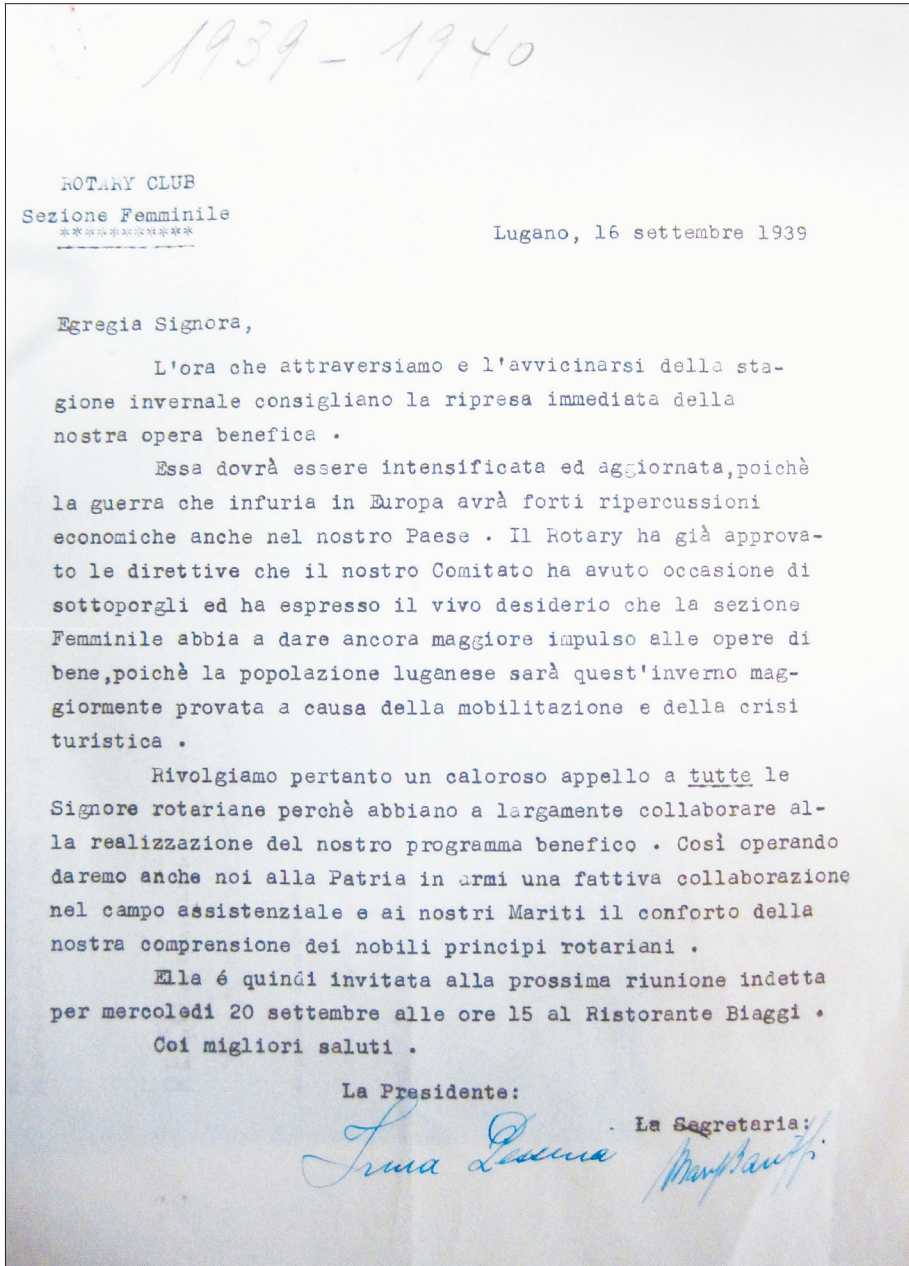 1939 - 1940
ROTARY CLUB
Sezione Femminile
***********
Lugano, 16 settembre 1939
Egregia Signora,
L'ora che attraversiamo e l'avvicinarsi della sta-
gione invernale consigliano la ripresa immediata della
nostra opera benefica .
Essa dovrà essere intensificata ed aggiornata,poichè
la guerra che infuria in Europa avrà forti ripercussioni
economiche anche nel nostro Paese . Il Rotary ha già approva-
to le direttive che il nostro Comitato ha avuto occasione di
sottoporgli ed ha espresso il vivo desiderio che la sezione
Femminile abbia a dare ancora maggiore impulso alle opere di
bene,poichè la popolazione luganese sarà quest'inverno mag-
giormente provata a causa della mobilitazione e della crisi
turistica .
Rivolgiamo pertanto un caloroso appello a tutte le
Signore rotariane perchè abbiano a largamente collaborare al-
la realizzazione del nostro programma benefico . Così operando
daremo anche noi alla Patria in armi una fattiva collaborazione
nel campo assistenziale e ai nostri Mariti il conforto della
nostra comprensione dei nobili principi rotariani .
Ella é quindi invitata alla prossima riunione indetta
per mercoledi 20 settembre alle ore 15 al Ristorante Biaggi .
Coi migliori saluti .
La Presidente:
La Segretaria:
Irma